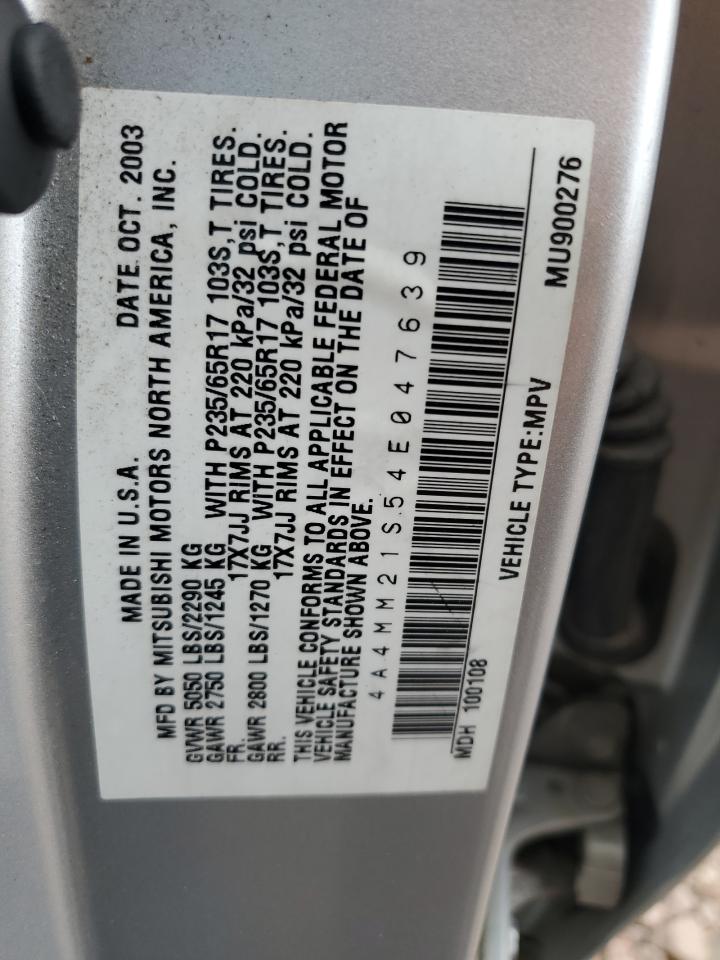 MADE IN U.S.A. DATE OCT. 2003
MFD BY MITSUBISHI MOTORS NORTH AMERICA, INC.
GVWR 5050 LBS/2290 KG
GAWR 2750 LBS/1245 KG WITH P235/65R17 103S,T TIRES.
FR. 17X7JJ RIMS AT 220 kPa/32 psi COLD.
GAWR 2800 LBS/1270 KG WITH P235/65R17 103S,T TIRES.
RR. 17X7JJ RIMS AT 220 kPa/32 psi COLD.
THIS VEHICLE CONFORMS TO ALL APPLICABLE FEDERAL MOTOR
VEHICLE SAFETY STANDARDS IN EFFECT ON THE DATE OF
MANUFACTURE SHOWN ABOVE.
4A4MM21S54E047639
MDH 100108 VEHICLE TYPE:MPV
MU900276